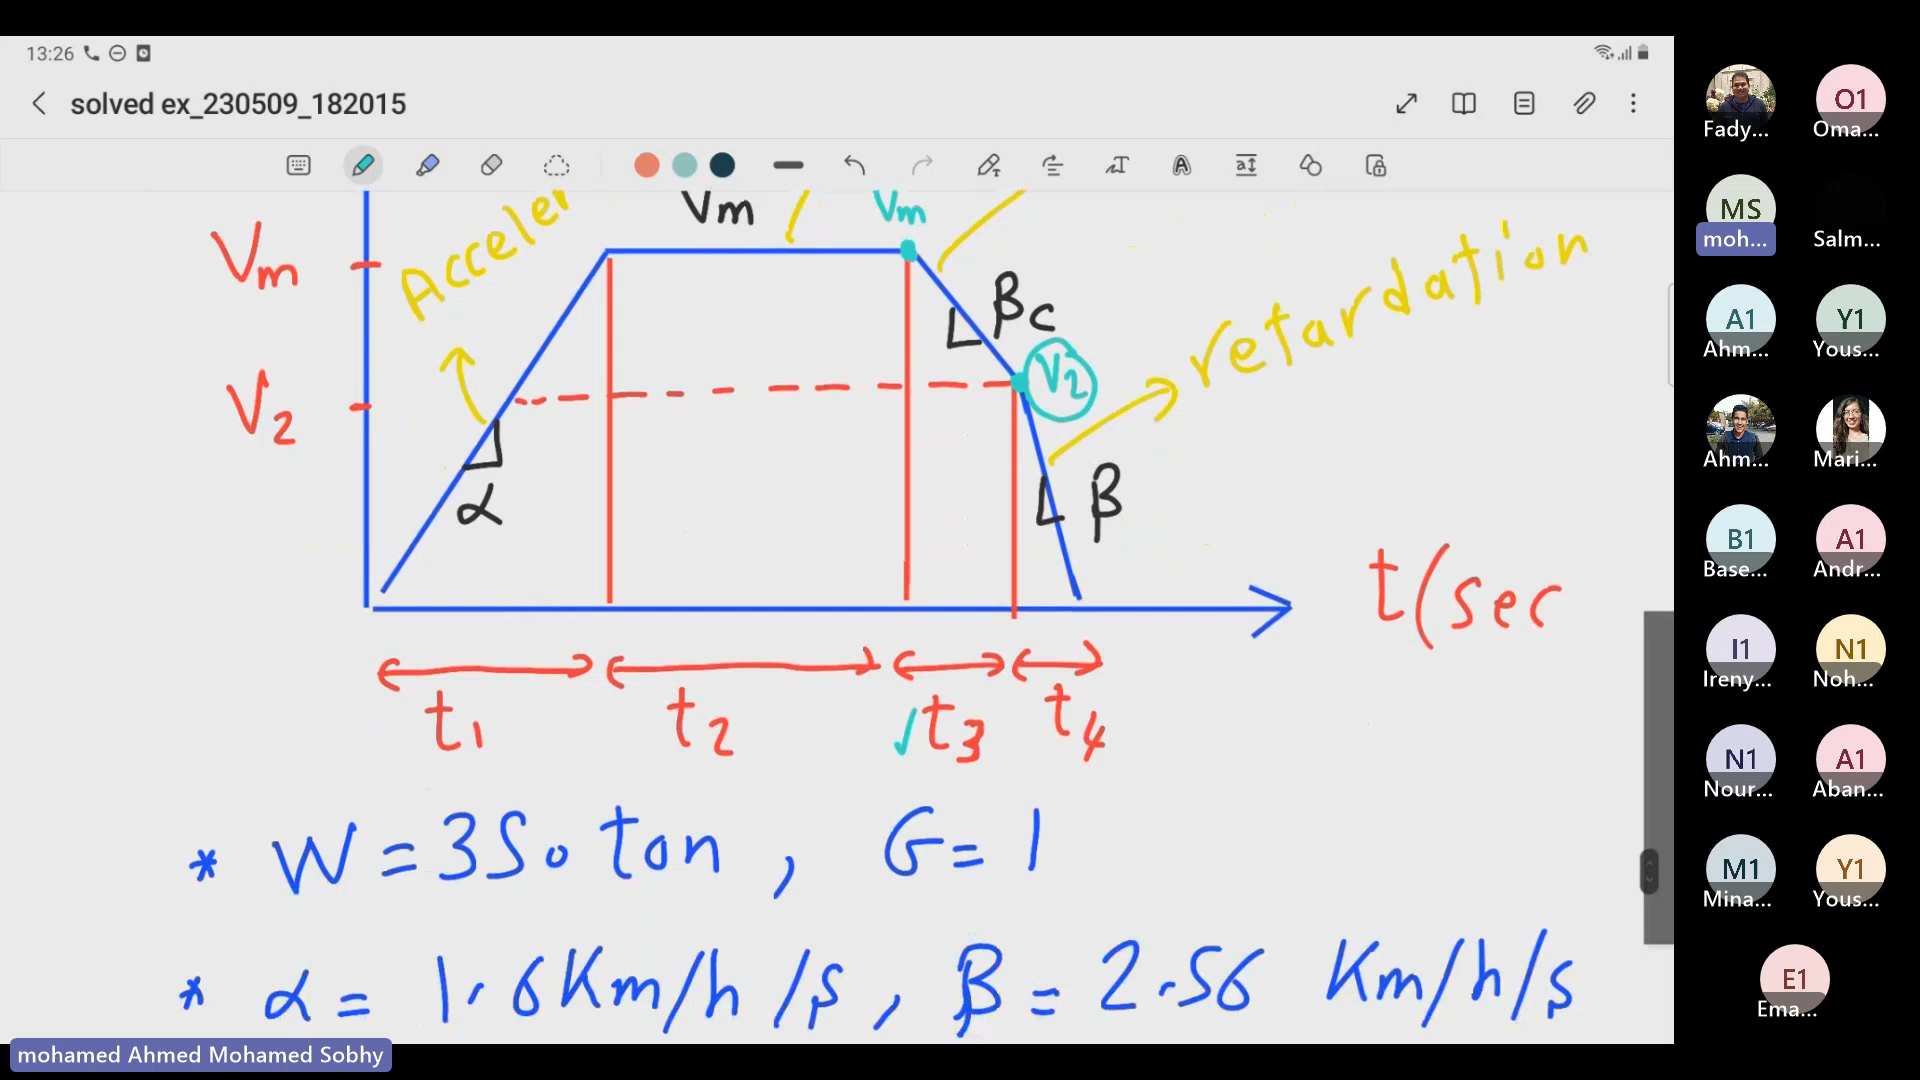 13:26
solved ex_230509_182015
Acceler
Vm
Vm
Vm
βc
retardation
V2
V2
α
β
t(sec
t1
t2
√t3
t4
* W = 350 ton , G = 1
* α = 1.6 Km/h/s , β = 2.56 Km/h/s
mohamed Ahmed Mohamed Sobhy
O1
Fady...
Oma...
MS
moh...
Salm...
A1
Y1
Ahm...
Yous...
Ahm...
Mari...
B1
A1
Base...
Andr...
I1
N1
Ireny...
Noh...
N1
A1
Nour...
Aban...
M1
Y1
Mina...
Yous...
E1
Ema...